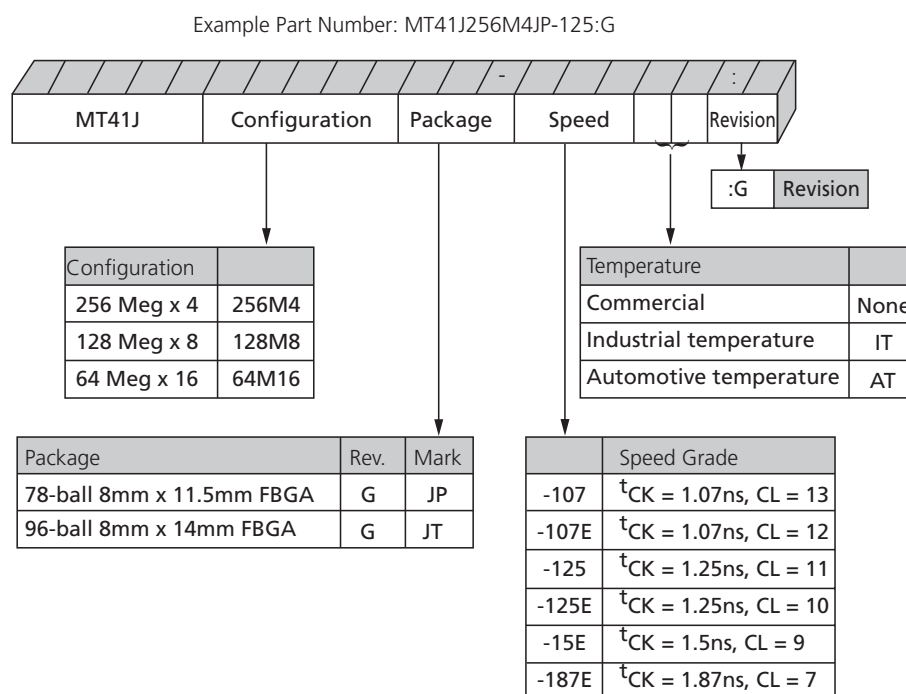 Example Part Number: MT41J256M4JP-125:G
- :
MT41J Configuration Package Speed Revision
:G Revision
Configuration
256 Meg x 4 256M4
128 Meg x 8 128M8
64 Meg x 16 64M16
Temperature
Commercial None
Industrial temperature IT
Automotive temperature AT
Package Rev. Mark
78-ball 8mm x 11.5mm FBGA G JP
96-ball 8mm x 14mm FBGA G JT
Speed Grade
-107 tCK = 1.07ns, CL = 13
-107E tCK = 1.07ns, CL = 12
-125 tCK = 1.25ns, CL = 11
-125E tCK = 1.25ns, CL = 10
-15E tCK = 1.5ns, CL = 9
-187E tCK = 1.87ns, CL = 7